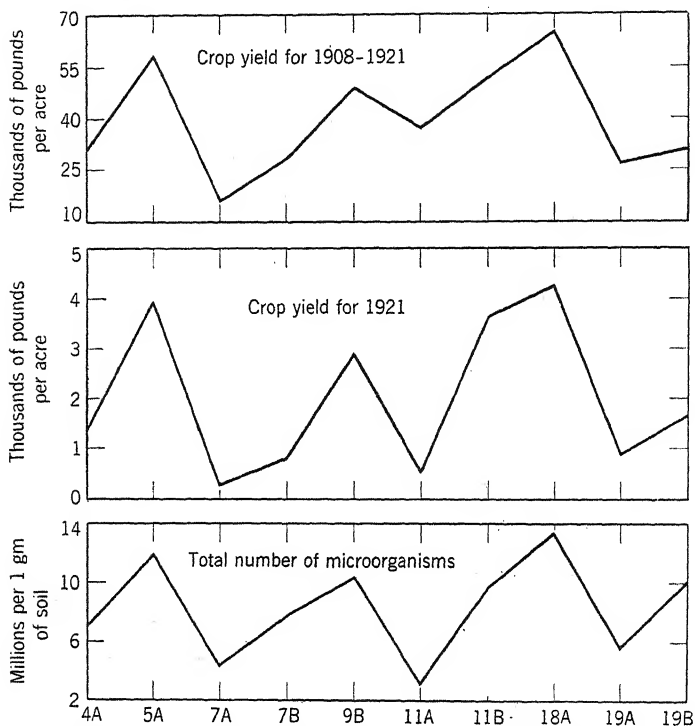 Thousands of pounds
per acre
70
55
40
25
10
Crop yield for 1908-1921
Thousands of pounds
per acre
5
4
3
2
1
0
Crop yield for 1921
Millions per 1 gm
of soil
14
10
6
2
Total number of microorganisms
4A 5A 7A 7B 9B 11A 11B 18A 19A 19B